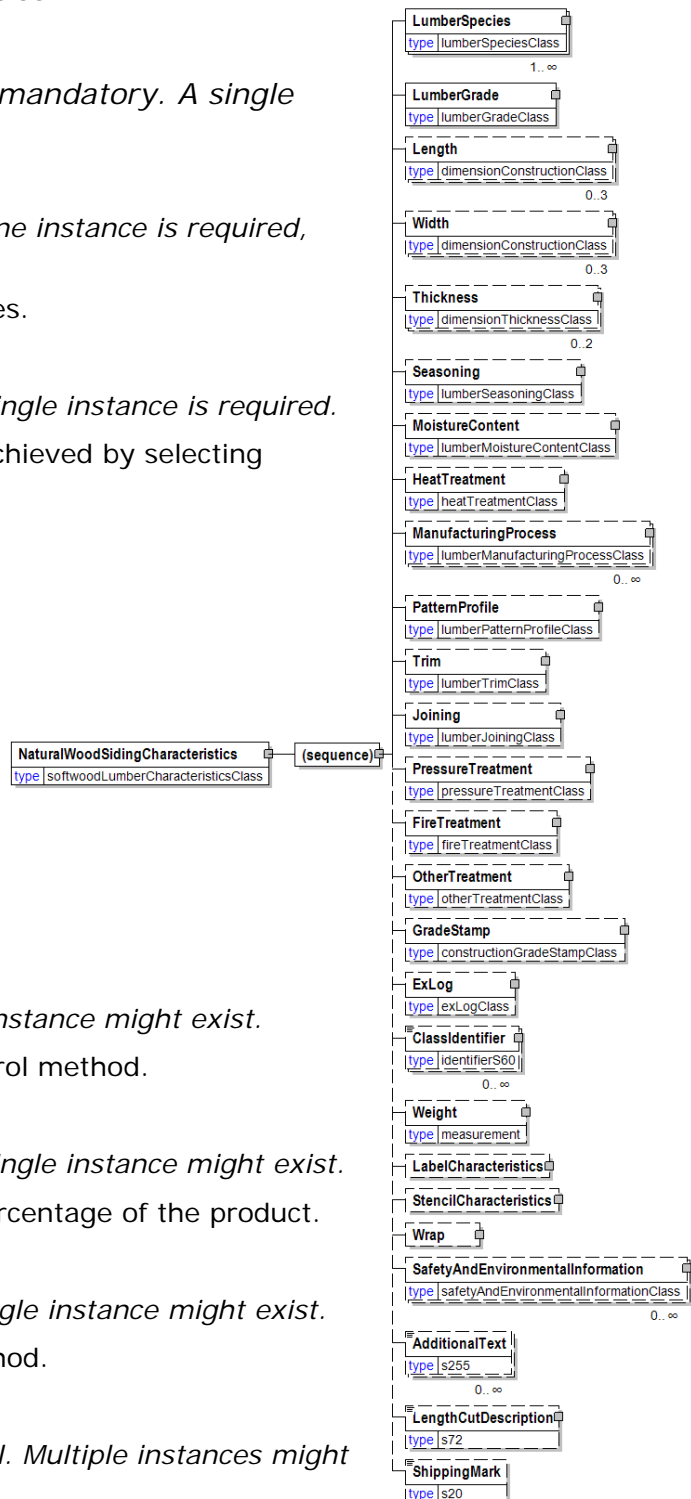 mandatory. A single
ne instance is required,
es.
ingle instance is required.
chieved by selecting
nstance might exist.
rol method.
ingle instance might exist.
rcentage of the product.
gle instance might exist.
nod.
l. Multiple instances might
NaturalWoodSidingCharacteristics
type softwoodLumberCharacteristicsClass
(sequence)
LumberSpecies
type lumberSpeciesClass
1..∞
LumberGrade
type lumberGradeClass
Length
type dimensionConstructionClass
0..3
Width
type dimensionConstructionClass
0..3
Thickness
type dimensionThicknessClass
0..2
Seasoning
type lumberSeasoningClass
MoistureContent
type lumberMoistureContentClass
HeatTreatment
type heatTreatmentClass
ManufacturingProcess
type lumberManufacturingProcessClass
0..∞
PatternProfile
type lumberPatternProfileClass
Trim
type lumberTrimClass
Joining
type lumberJoiningClass
PressureTreatment
type pressureTreatmentClass
FireTreatment
type fireTreatmentClass
OtherTreatment
type otherTreatmentClass
GradeStamp
type constructionGradeStampClass
ExLog
type exLogClass
ClassIdentifier
type identifierS60
0..∞
Weight
type measurement
LabelCharacteristics
StencilCharacteristics
Wrap
SafetyAndEnvironmentalInformation
type safetyAndEnvironmentalInformationClass
0..∞
AdditionalText
type s255
0..∞
LengthCutDescription
type s72
ShippingMark
type s20